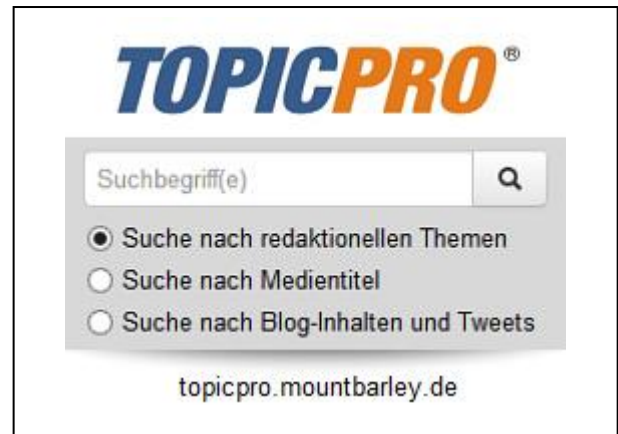 TOPICPRO®
Suchbegriff(e)
Suche nach redaktionellen Themen
Suche nach Medientitel
Suche nach Blog-Inhalten und Tweets
topicpro.mountbarley.de